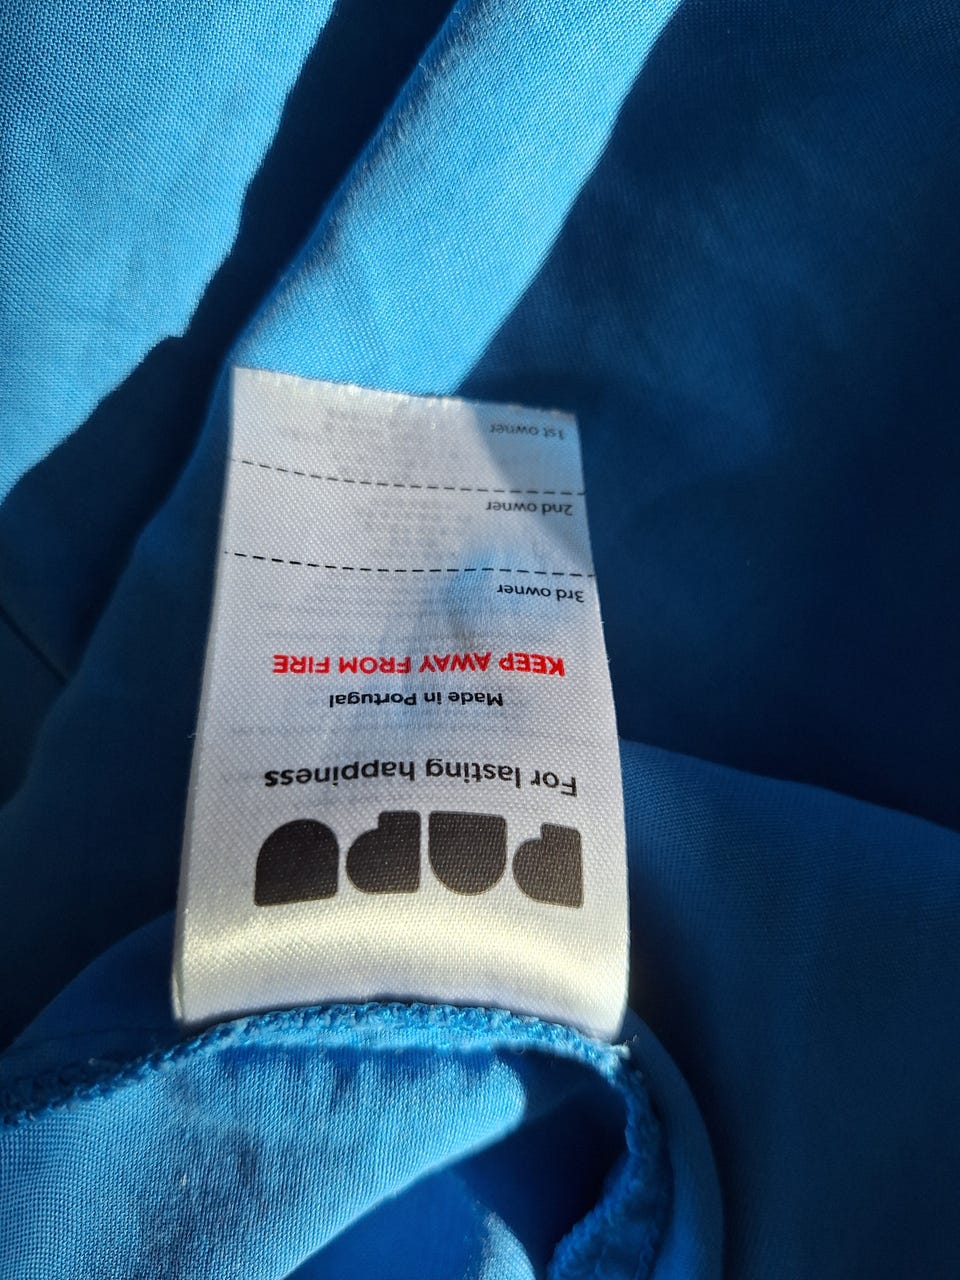 PAPU
For lasting happiness
Made in Portugal
KEEP AWAY FROM FIRE
3rd owner
2nd owner
1st owner